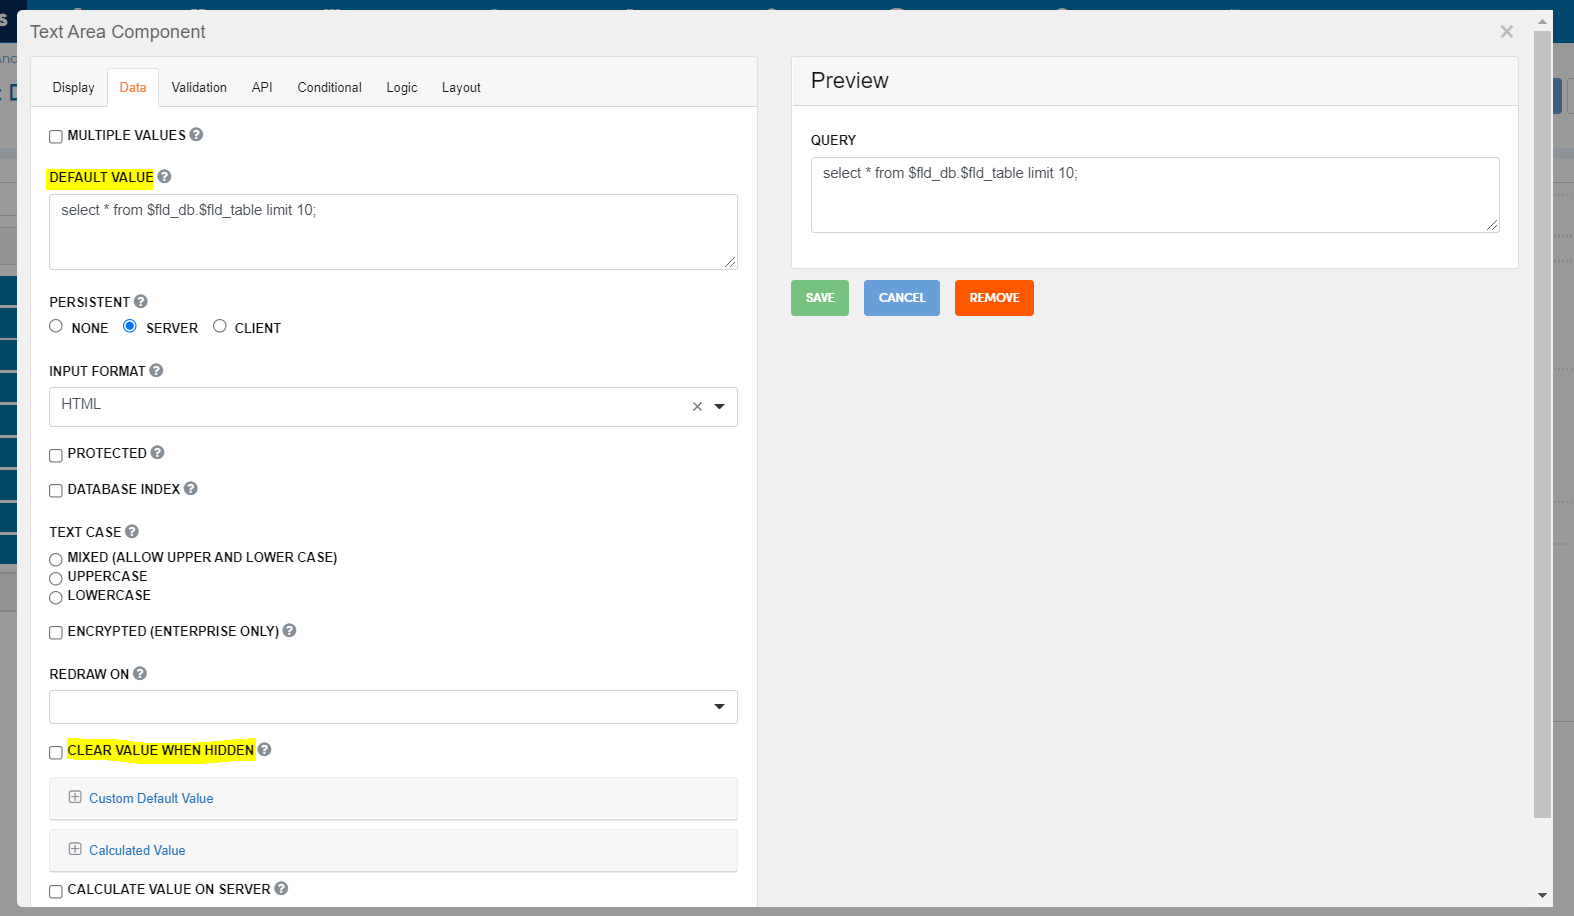 Text Area Component
×
Display Data Validation API Conditional Logic Layout
MULTIPLE VALUES ?
DEFAULT VALUE ?
select * from $fld_db.$fld_table limit 10;
PERSISTENT ?
NONE SERVER CLIENT
INPUT FORMAT ?
HTML ×
PROTECTED ?
DATABASE INDEX ?
TEXT CASE ?
MIXED (ALLOW UPPER AND LOWER CASE)
UPPERCASE
LOWERCASE
ENCRYPTED (ENTERPRISE ONLY) ?
REDRAW ON ?
CLEAR VALUE WHEN HIDDEN ?
Custom Default Value
Calculated Value
CALCULATE VALUE ON SERVER ?
Preview
QUERY
select * from $fld_db.$fld_table limit 10;
SAVE CANCEL REMOVE